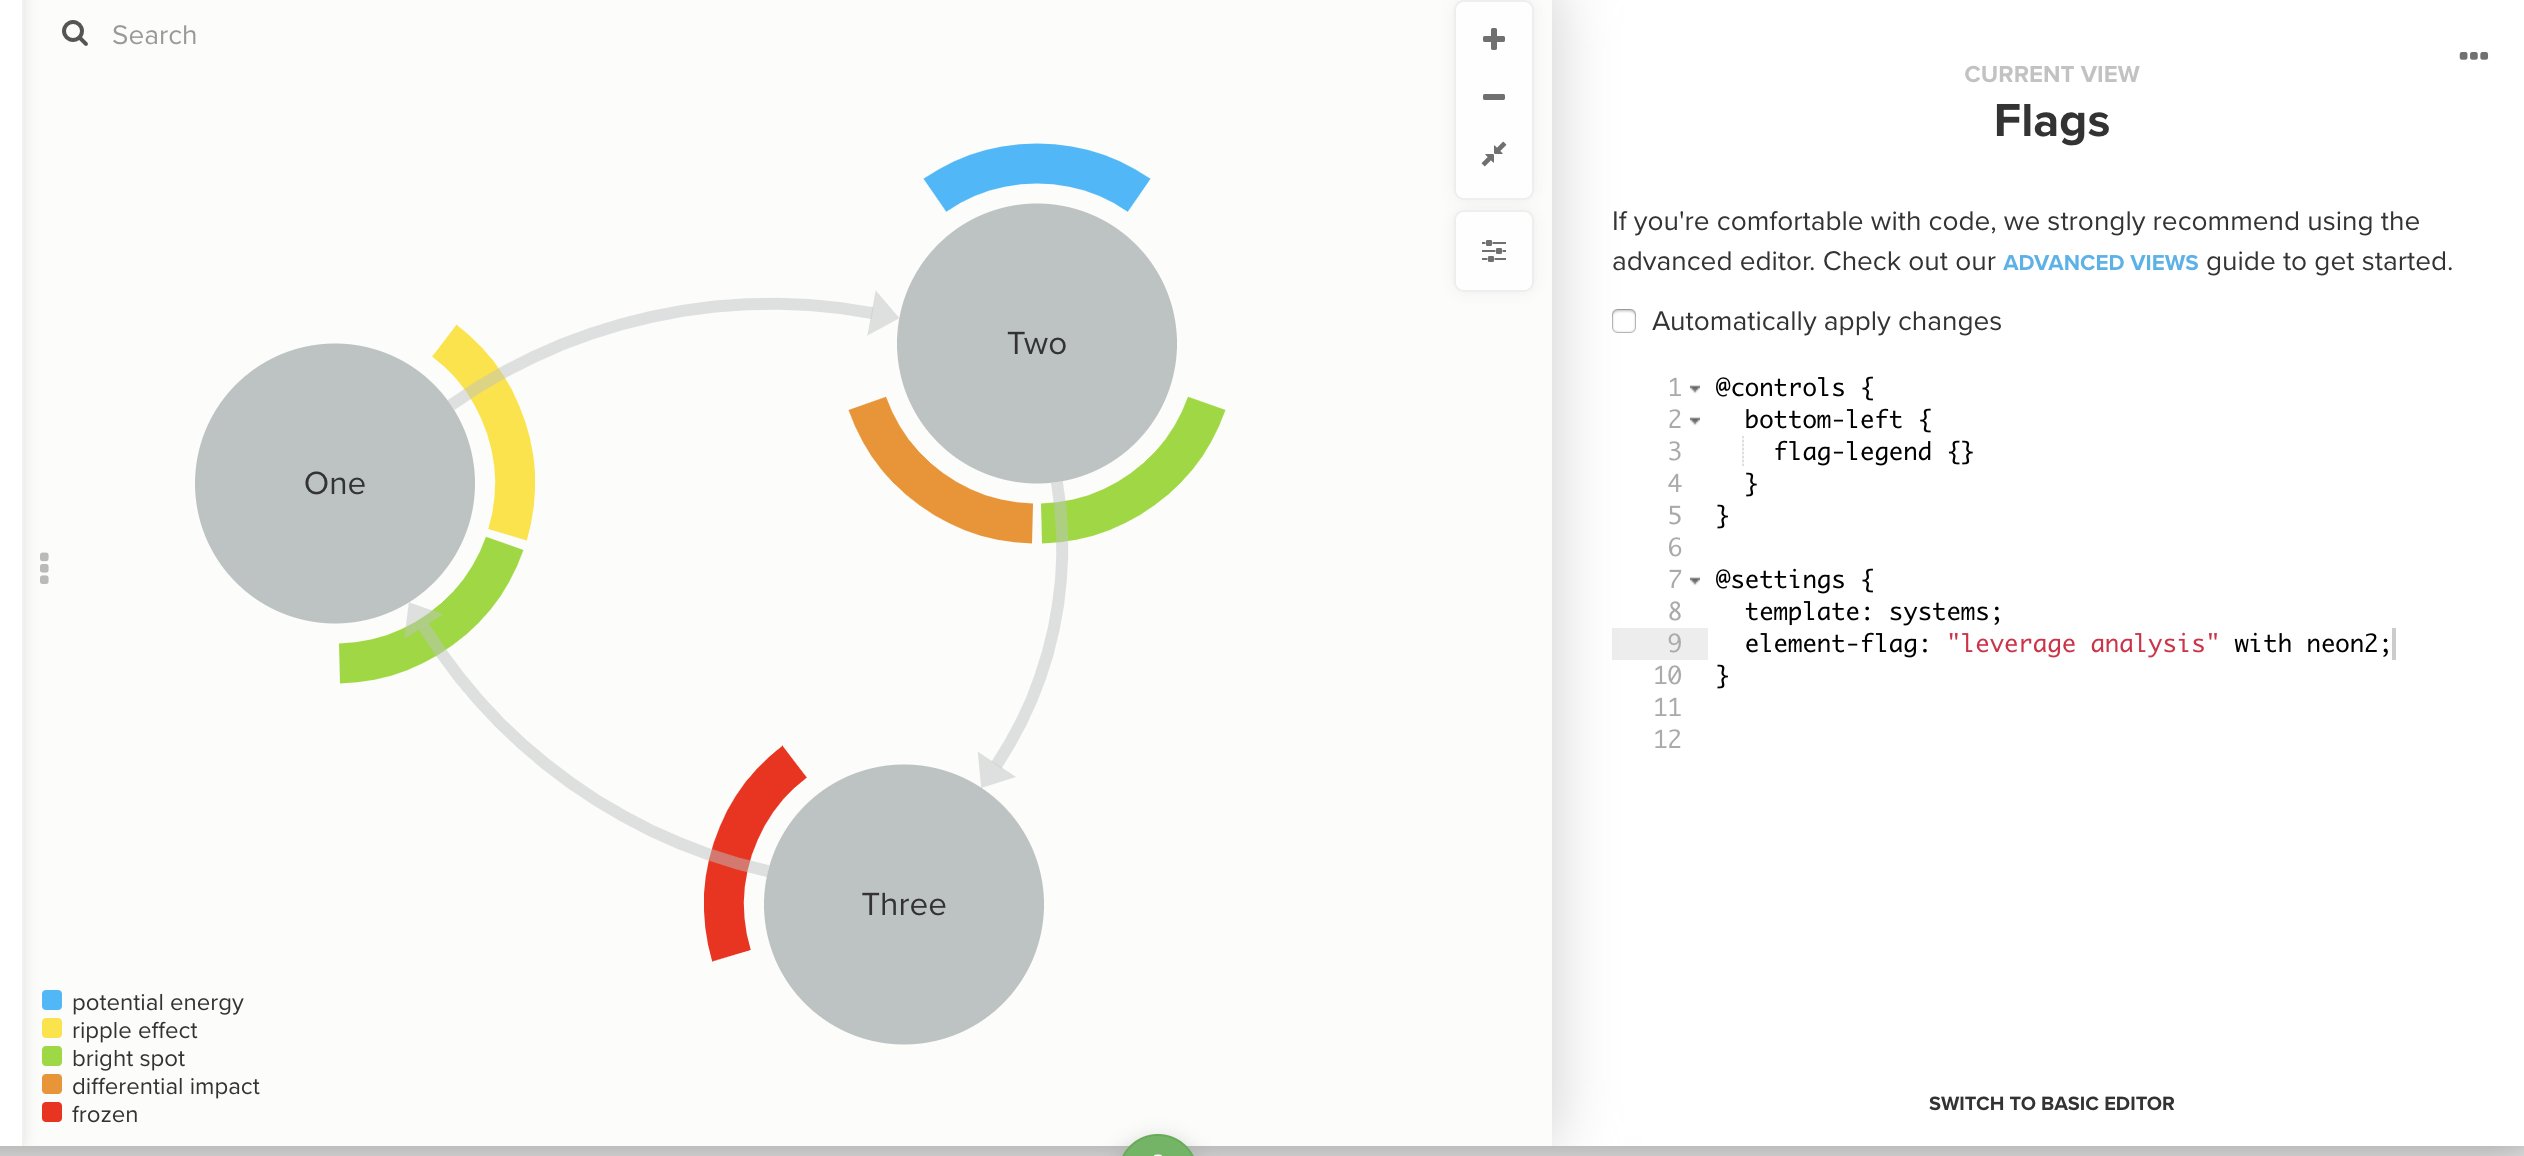 Search
One
Two
Three
potential energy
ripple effect
bright spot
differential impact
frozen
CURRENT VIEW
Flags
If you're comfortable with code, we strongly recommend using the
advanced editor. Check out our ADVANCED VIEWS guide to get started.
Automatically apply changes
1 @controls {
2 bottom-left {
3 flag-legend {}
4 }
5 }
6
7 @settings {
8 template: systems;
9 element-flag: "leverage analysis" with neon2;
10 }
11
12
SWITCH TO BASIC EDITOR